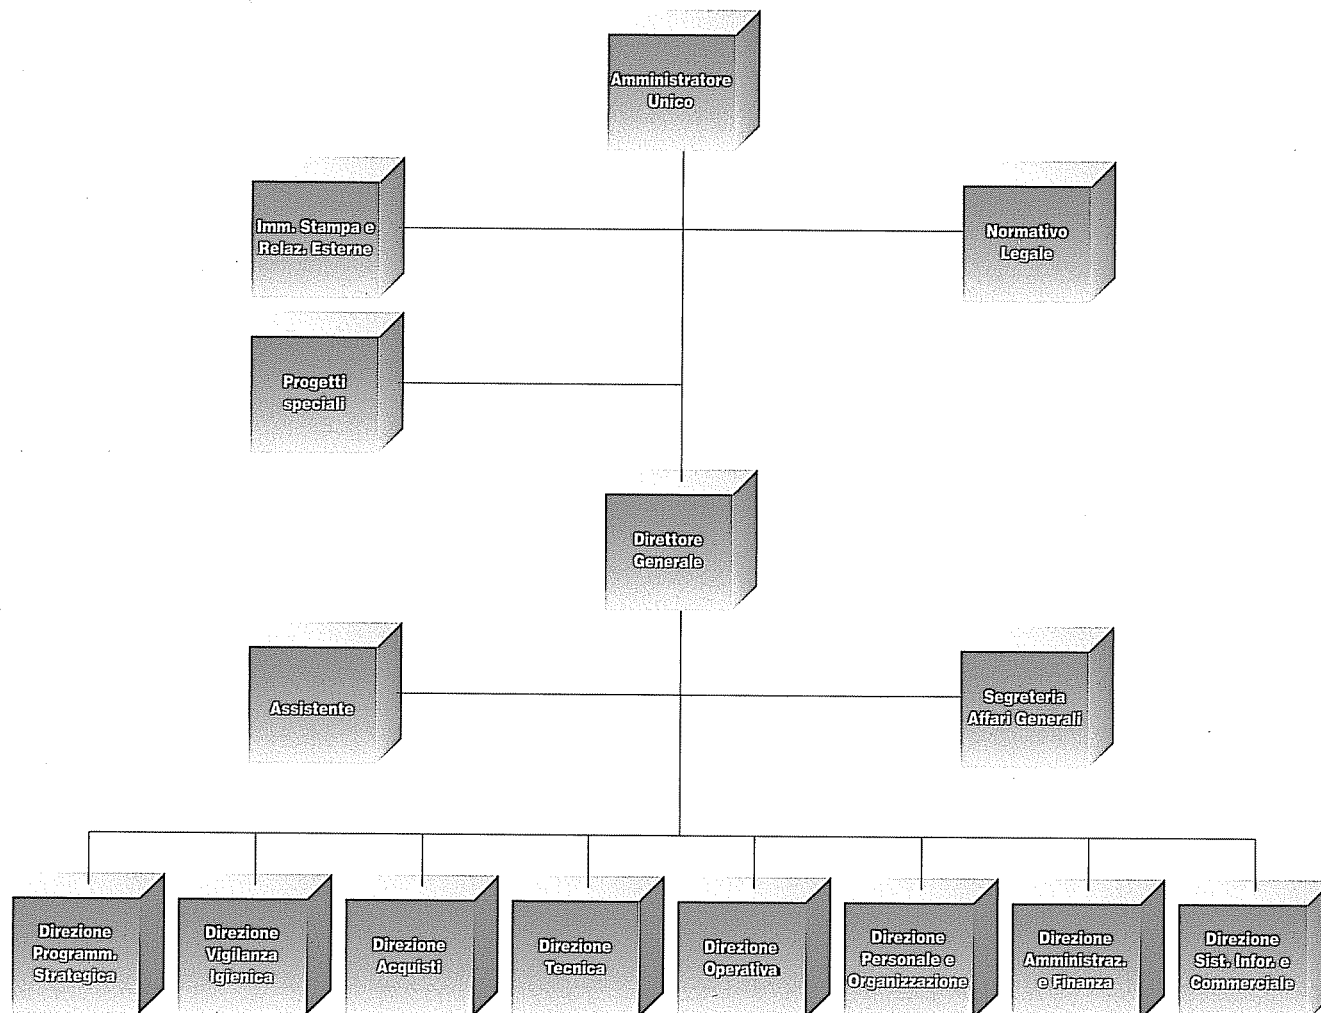 Amministratore
Unico
Imm. Stampa e
Relaz. Esterne
Normativo
Legale
Progetti
speciali
Direttore
Generale
Assistente
Segreteria
Affari Generali
Direzione
Programm.
Strategica
Direzione
Vigilanza
Igienica
Direzione
Acquisti
Direzione
Tecnica
Direzione
Operativa
Direzione
Personale e
Organizzazione
Direzione
Amministraz.
e Finanza
Direzione
Sist. Infor. e
Commerciale